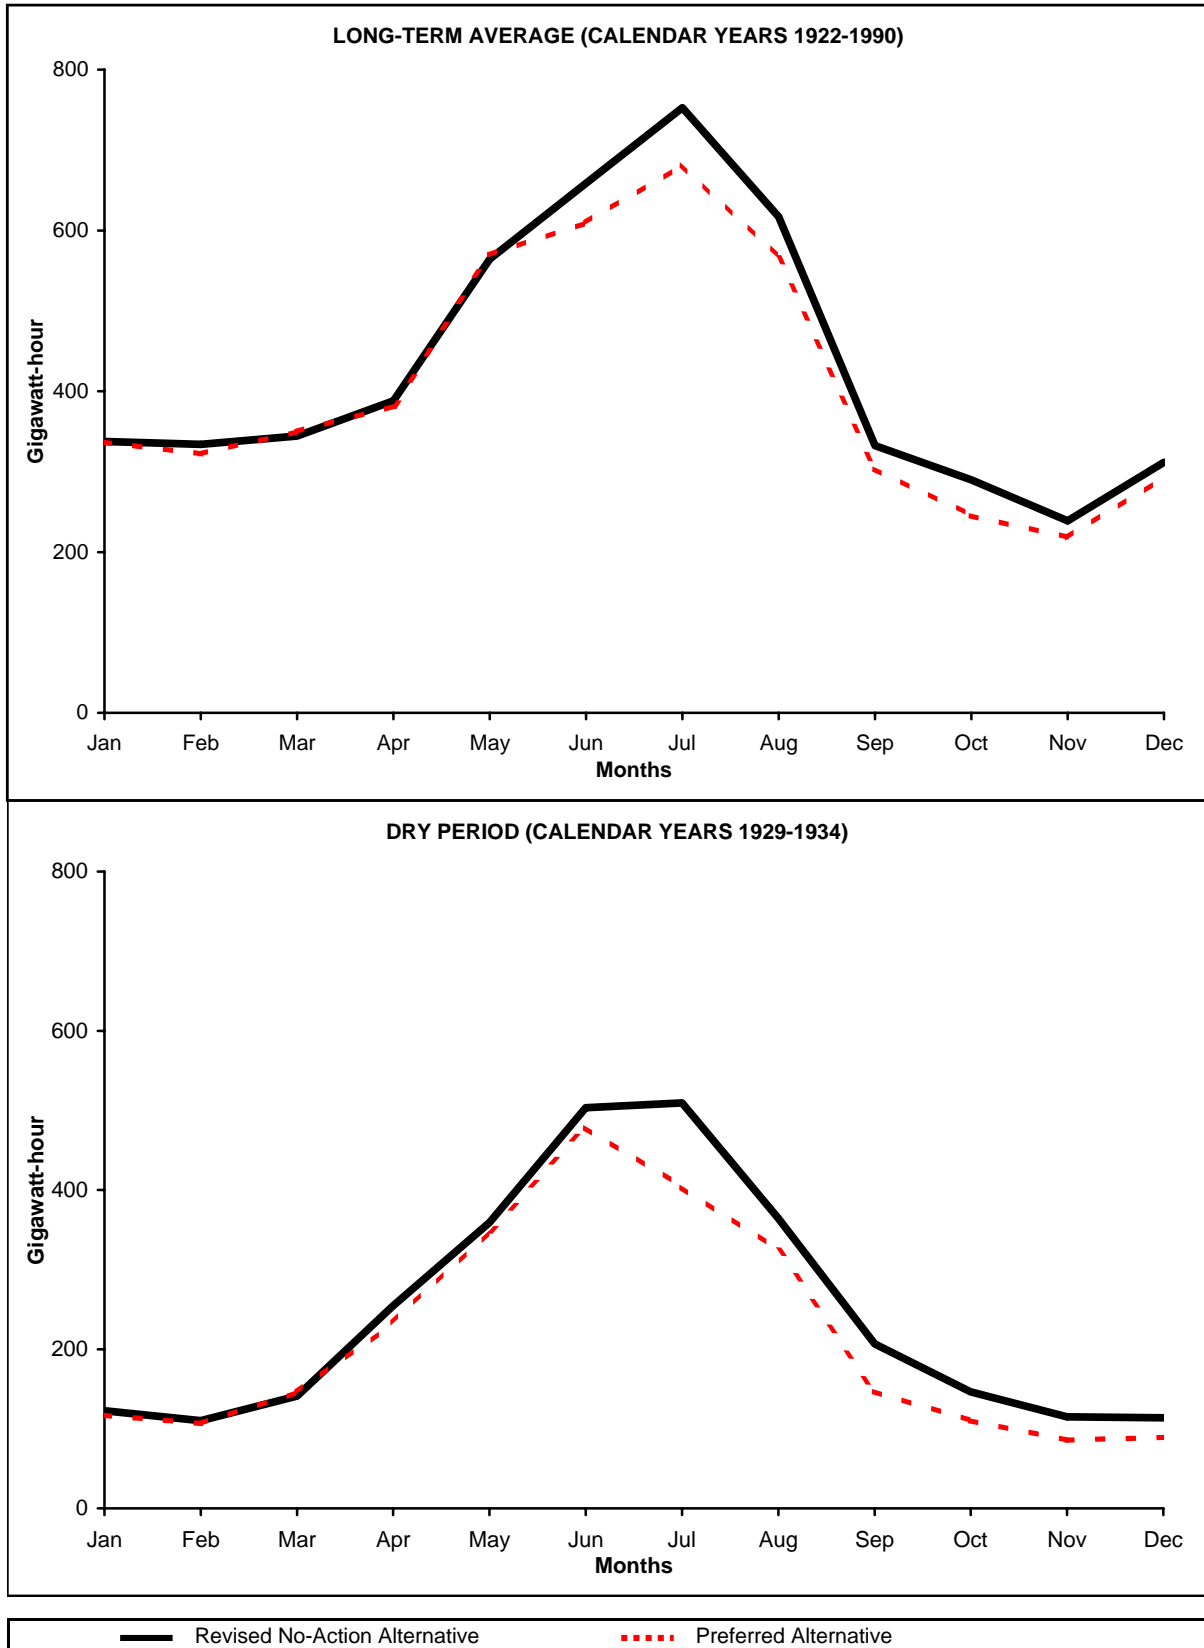 LONG-TERM AVERAGE (CALENDAR YEARS 1922-1990)
800
600
400
200
0
Gigawatt-hour
Jan Feb Mar Apr May Jun Jul Aug Sep Oct Nov Dec
Months
DRY PERIOD (CALENDAR YEARS 1929-1934)
800
600
400
200
0
Gigawatt-hour
Jan Feb Mar Apr May Jun Jul Aug Sep Oct Nov Dec
Months
Revised No-Action Alternative Preferred Alternative